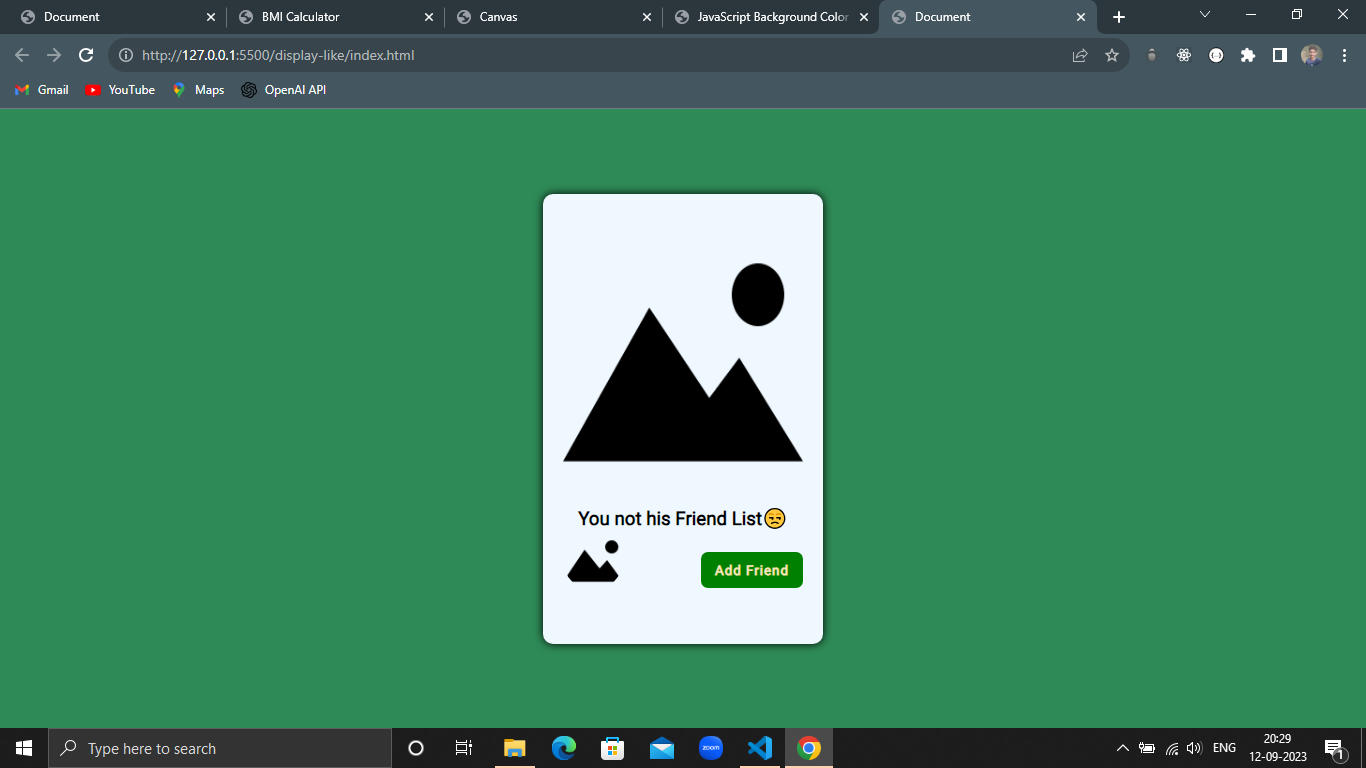 Document
BMI Calculator
Canvas
JavaScript Background Color
Document
http://127.0.0.1:5500/display-like/index.html
Gmail
YouTube
Maps
OpenAI API
You not his Friend List😒
Add Friend
Type here to search
zoom
ENG
20:29
12-09-2023
1